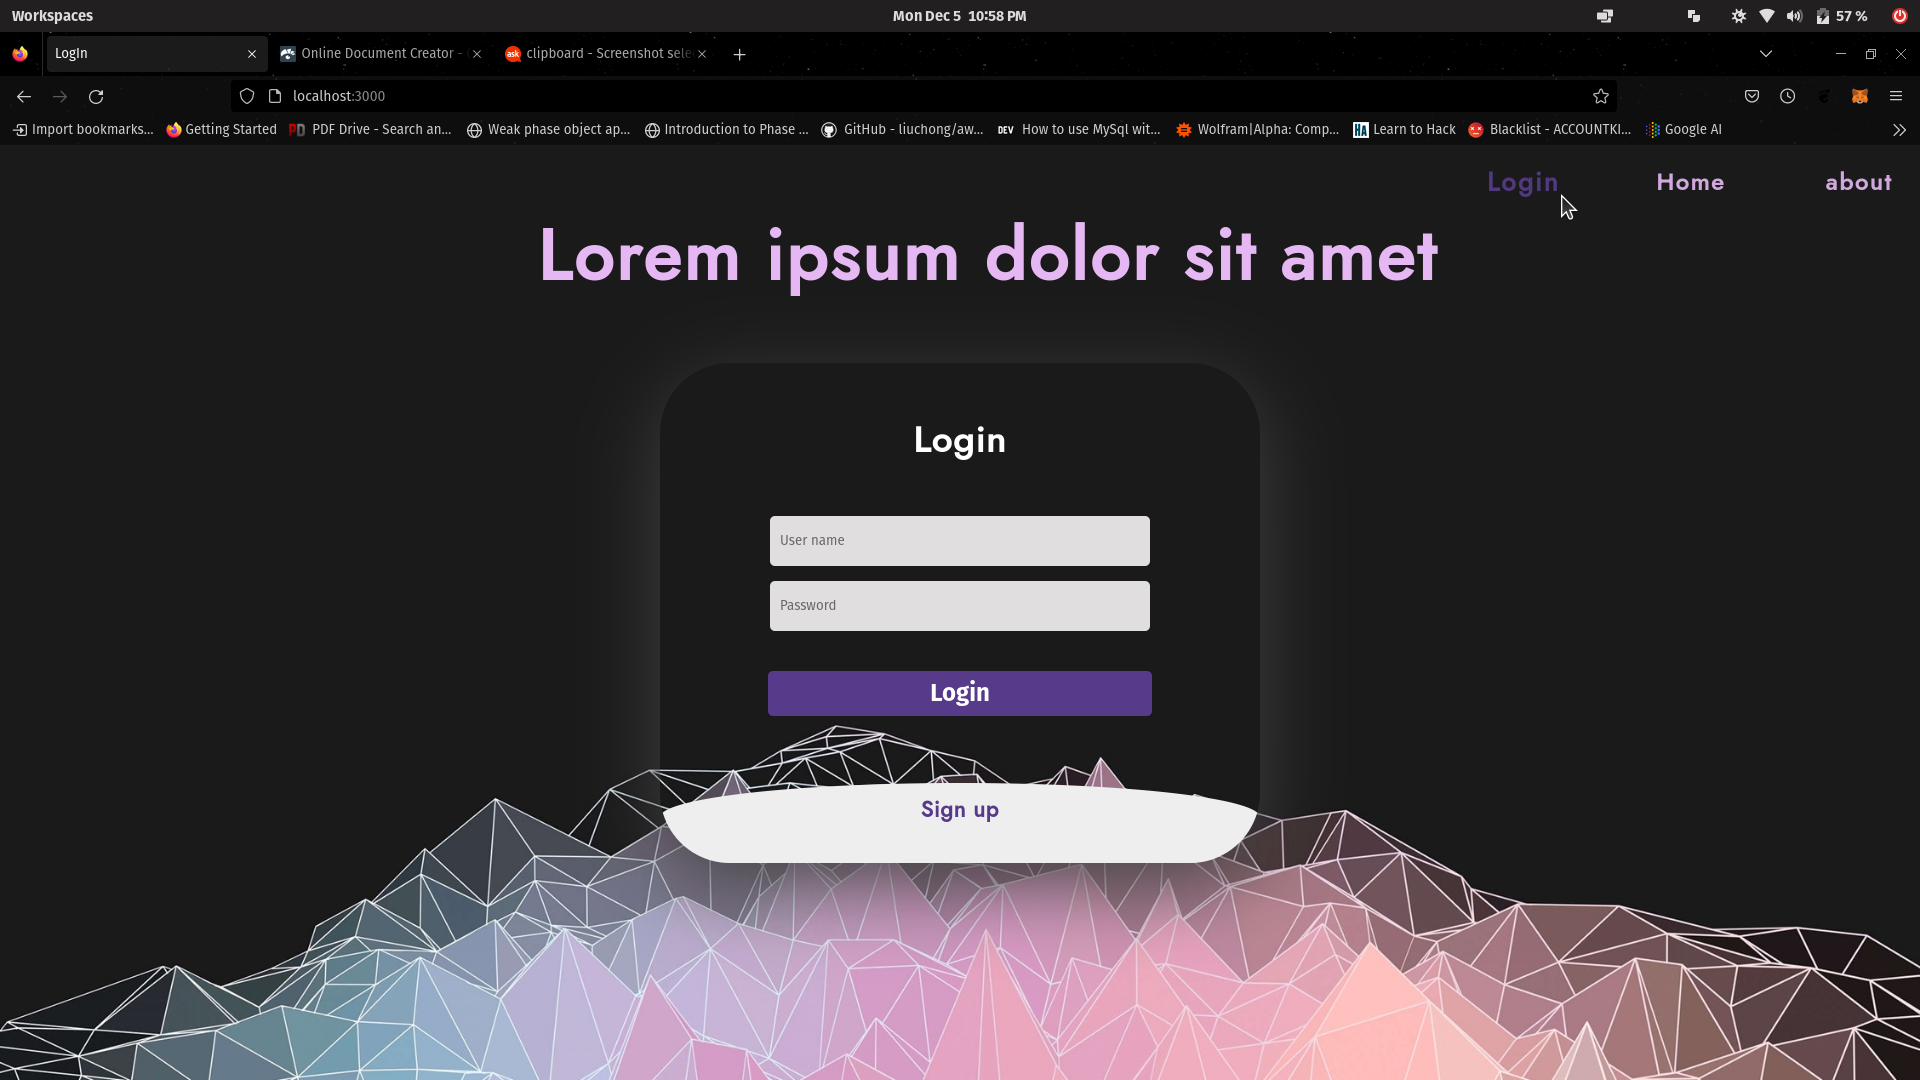 Workspaces
Mon Dec 5 10:58 PM
57 %
LogIn
Online Document Creator -
clipboard - Screenshot sele
localhost:3000
Import bookmarks...
Getting Started
PDF Drive - Search an...
Weak phase object ap...
Introduction to Phase ...
GitHub - liuchong/aw...
DEV
How to use MySql wit...
Wolfram|Alpha: Comp...
HA
Learn to Hack
Blacklist - ACCOUNTKI...
Google AI
Login
Home
about
Lorem ipsum dolor sit amet
Login
User name
Password
Login
Sign up